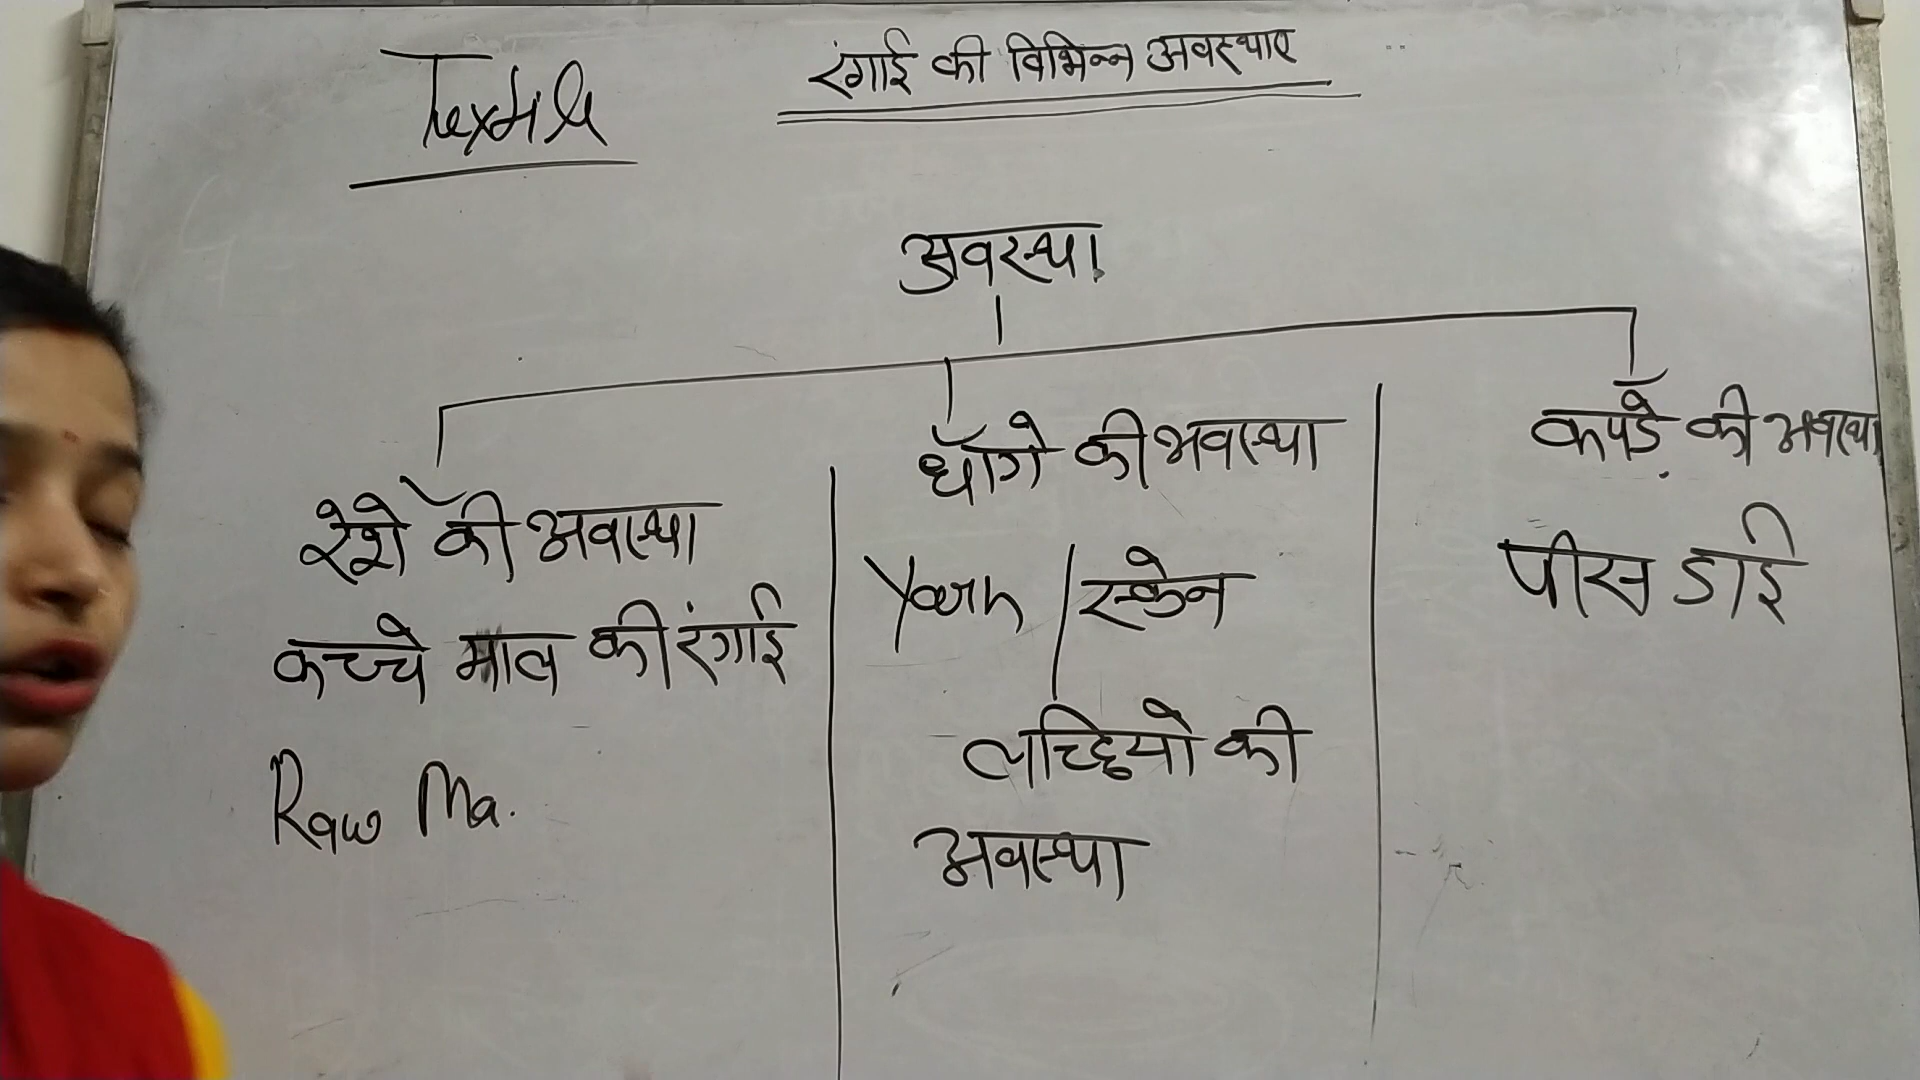 Textile
रंगाई की विभिन्न अवस्थाए
अवस्था
रेशे की अवस्था
कच्चे माल की रंगाई
Raw Ma.
धॉगे की अवस्था
Yarn / स्केन
लच्छियो की
अवस्था
कपडे़ की अवस्था
पीस डाई